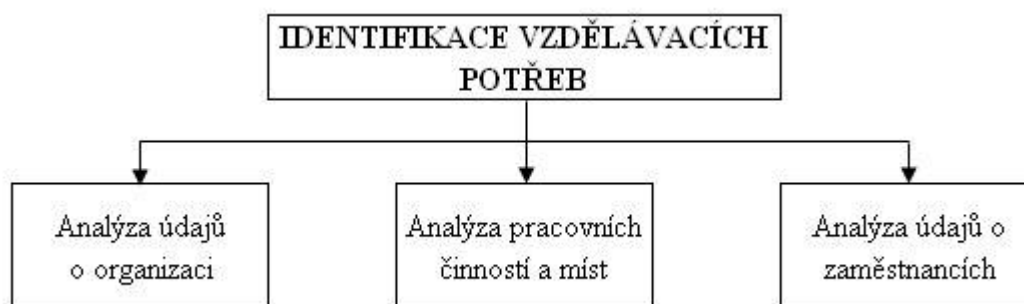 IDENTIFIKACE VZDĚLÁVACÍCH
POTŘEB
Analýza údajů
o organizaci
Analýza pracovních
činností a míst
Analýza údajů o
zaměstnancích